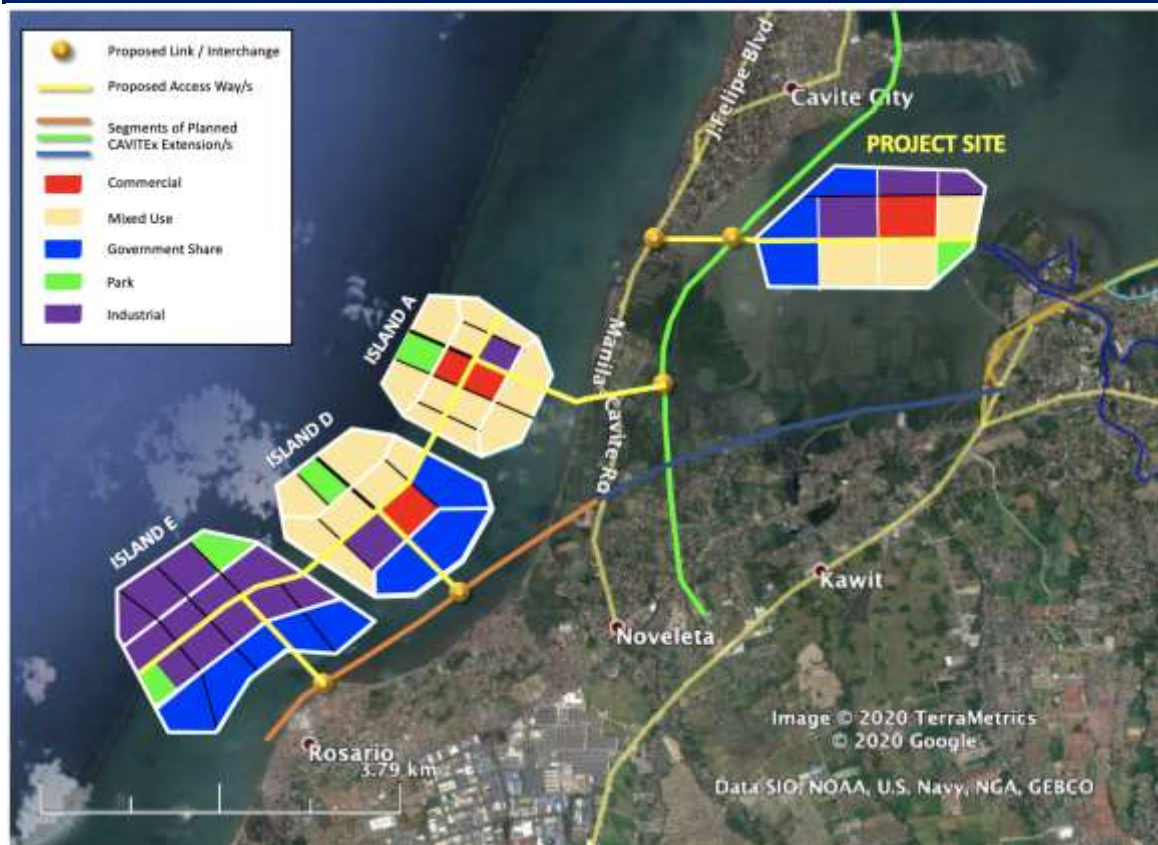 Proposed Link / Interchange
Proposed Access Way/s
Segments of Planned
CAVITEx Extension/s
Commercial
Mixed Use
Government Share
Park
Industrial
J.Felipe Blvd
Cavite City
PROJECT SITE
ISLAND A
Manila-Cavite Ro
ISLAND D
ISLAND E
Kawit
Noveleta
Rosario
3.79 km
Image © 2020 TerraMetrics
© 2020 Google
Data SIO, NOAA, U.S. Navy, NGA, GEBCO